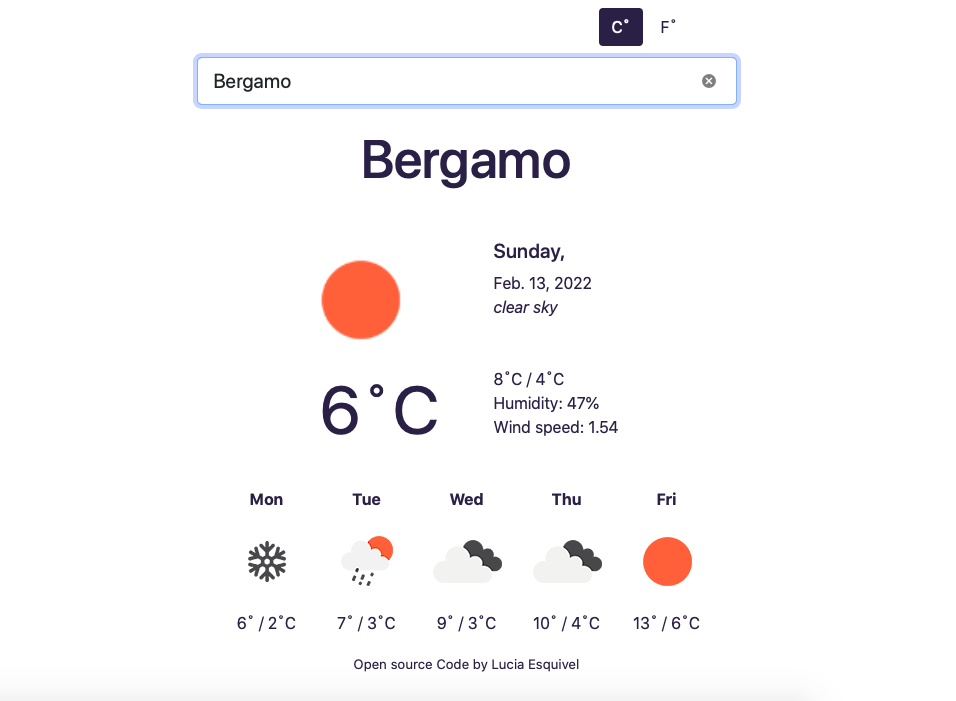 C˚ F˚
Bergamo
Bergamo
Sunday,
Feb. 13, 2022
clear sky
6˚C
8˚C / 4˚C
Humidity: 47%
Wind speed: 1.54
Mon Tue Wed Thu Fri
6˚ / 2˚C 7˚ / 3˚C 9˚ / 3˚C 10˚ / 4˚C 13˚ / 6˚C
Open source Code by Lucia Esquivel